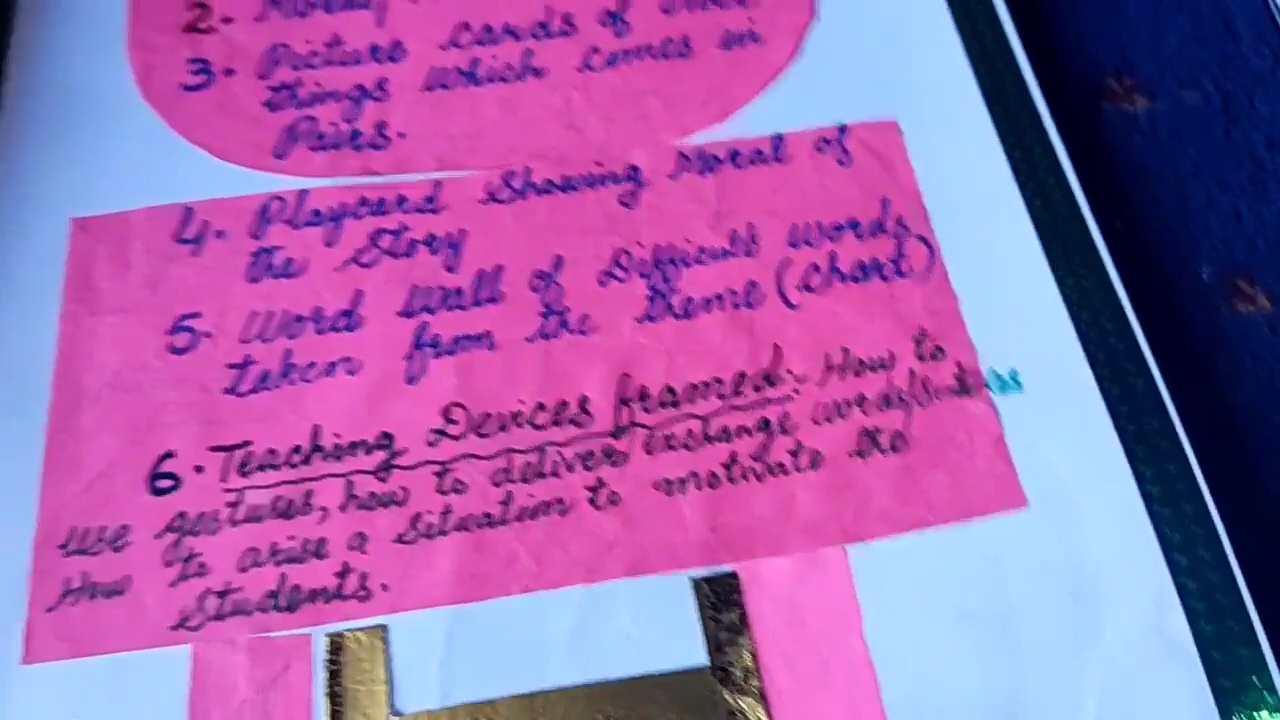 2.
3. Picture cards of
things which comes in
Pairs.
4. Playcard Showing Moral of
the Story
5. Word wall of Difficult words
taken from the theme (chart)
6. Teaching Devices framed: How to
use gestures, how to deliver
How to arise a Situation to motivate the
Students.